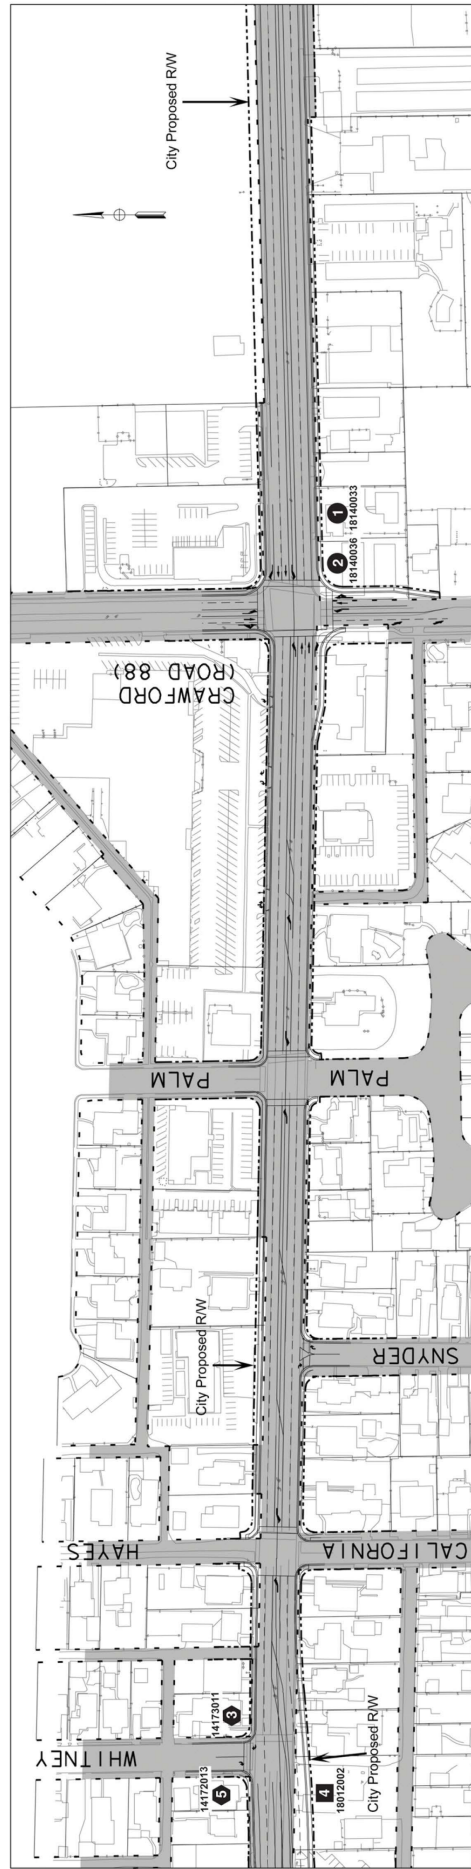 City Proposed R/W
CRAWFORD
(ROAD 88)
1
18140033
2
18140036
PALM
PALM
City Proposed R/W
SNYDER
HAYES
CALIFORNIA
WHITNEY
14173011
3
14172013
5
4
18012002
City Proposed R/W